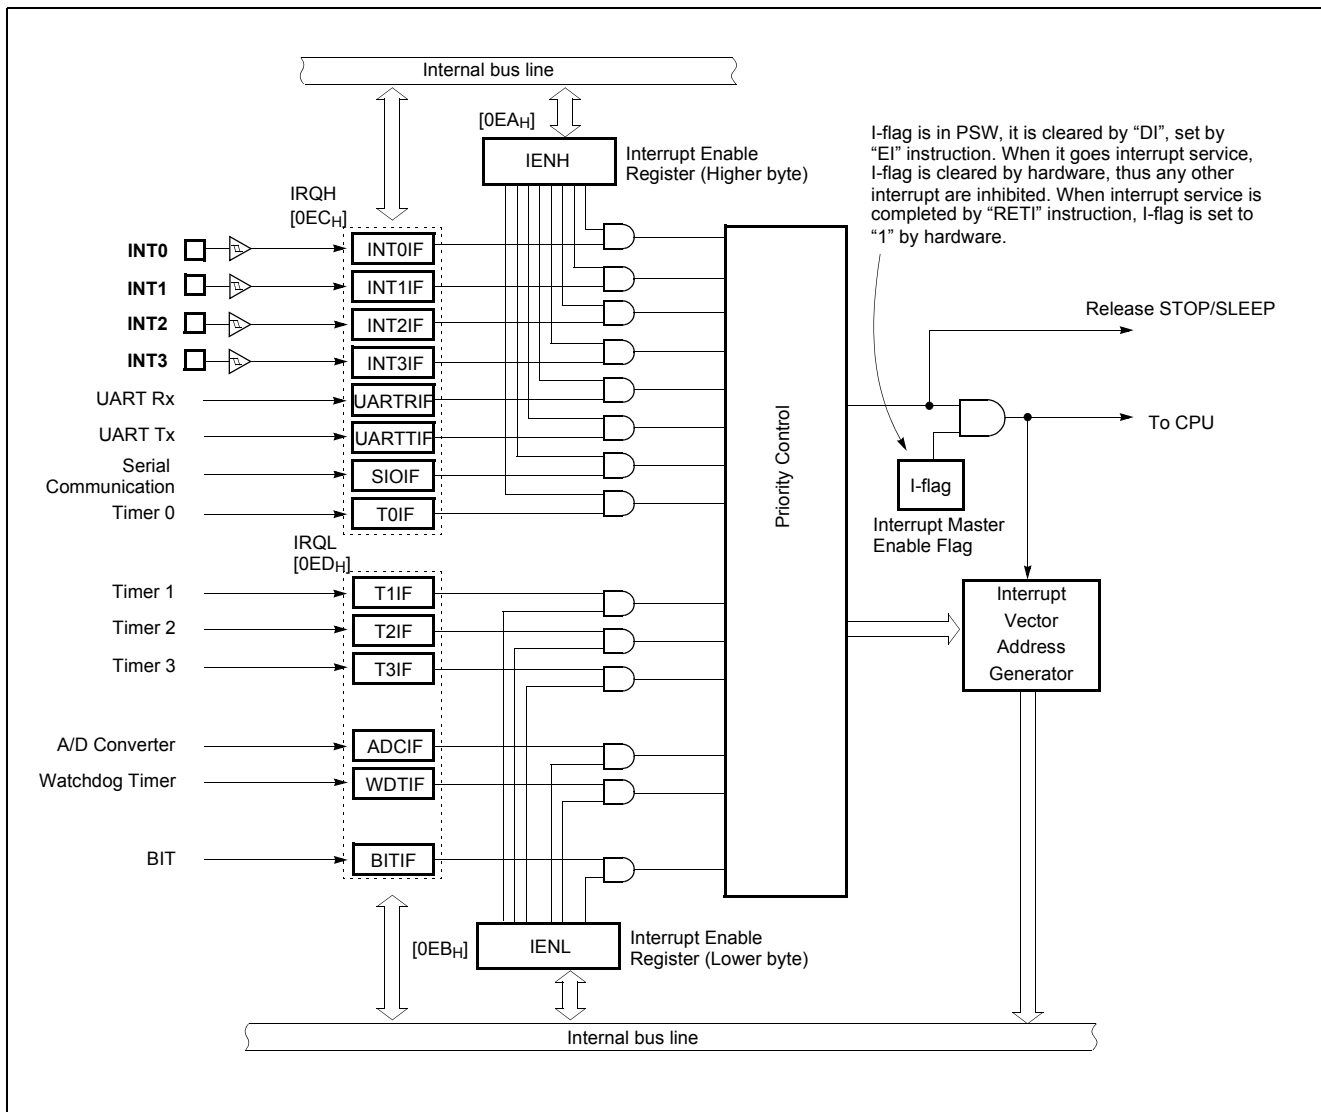 Internal bus line
[0EAH]
IENH
Interrupt Enable
Register (Higher byte)
I-flag is in PSW, it is cleared by “DI”, set by
“EI” instruction. When it goes interrupt service,
I-flag is cleared by hardware, thus any other
interrupt are inhibited. When interrupt service is
completed by “RETI” instruction, I-flag is set to
“1” by hardware.
IRQH
[0ECH]
INT0
INT0IF
INT1
INT1IF
INT2
INT2IF
INT3
INT3IF
UART Rx
UARTRIF
UART Tx
UARTTIF
Serial
Communication
SIOIF
Timer 0
T0IF
IRQL
[0EDH]
Timer 1
T1IF
Timer 2
T2IF
Timer 3
T3IF
A/D Converter
ADCIF
Watchdog Timer
WDTIF
BIT
BITIF
Priority Control
Release STOP/SLEEP
To CPU
I-flag
Interrupt Master
Enable Flag
Interrupt
Vector
Address
Generator
[0EBH]
IENL
Interrupt Enable
Register (Lower byte)
Internal bus line